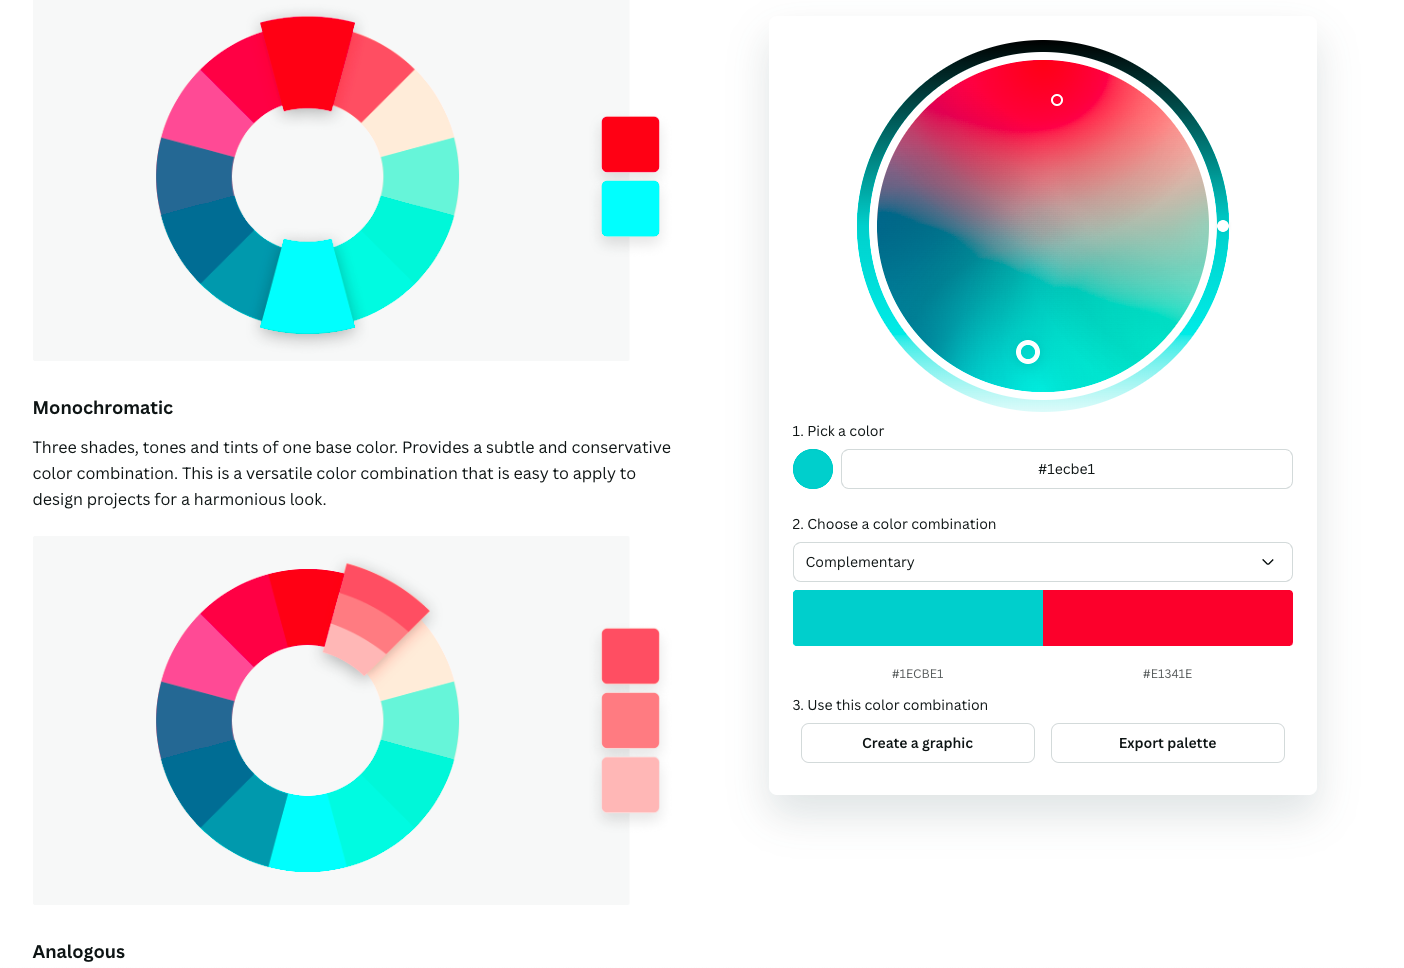 Monochromatic
Three shades, tones and tints of one base color. Provides a subtle and conservative
color combination. This is a versatile color combination that is easy to apply to
design projects for a harmonious look.
Analogous
1. Pick a color
#1ecbe1
2. Choose a color combination
Complementary
#1ECBE1
#E1341E
3. Use this color combination
Create a graphic
Export palette